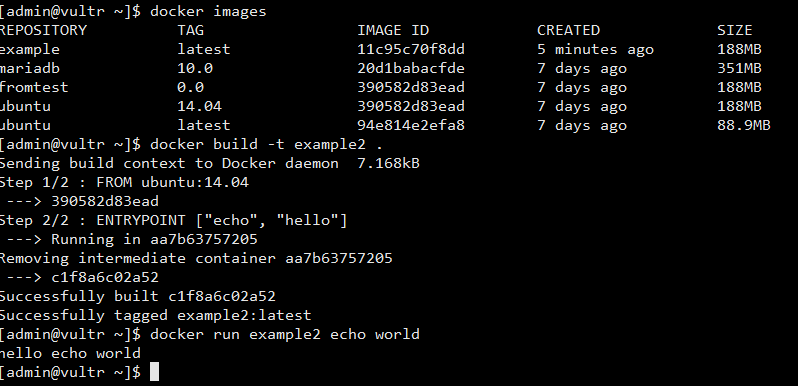 [admin@vultr ~]$ docker images
REPOSITORY TAG IMAGE ID CREATED SIZE
example latest 11c95c70f8dd 5 minutes ago 188MB
mariadb 10.0 20d1babacfde 7 days ago 351MB
fromtest 0.0 390582d83ead 7 days ago 188MB
ubuntu 14.04 390582d83ead 7 days ago 188MB
ubuntu latest 94e814e2efa8 7 days ago 88.9MB
[admin@vultr ~]$ docker build -t example2 .
Sending build context to Docker daemon 7.168kB
Step 1/2 : FROM ubuntu:14.04
---> 390582d83ead
Step 2/2 : ENTRYPOINT ["echo", "hello"]
---> Running in aa7b63757205
Removing intermediate container aa7b63757205
---> c1f8a6c02a52
Successfully built c1f8a6c02a52
Successfully tagged example2:latest
[admin@vultr ~]$ docker run example2 echo world
hello echo world
[admin@vultr ~]$